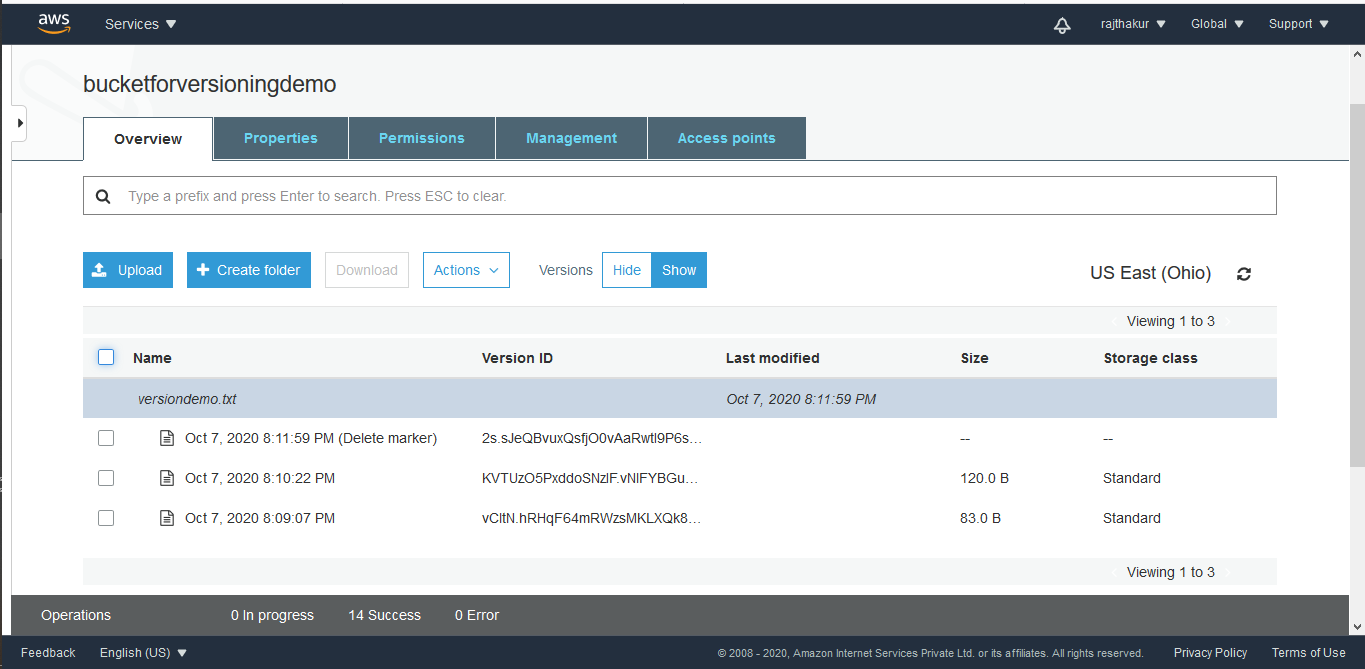 aws Services rajthakur Global Support
bucketforversioningdemo
Overview Properties Permissions Management Access points
Type a prefix and press Enter to search. Press ESC to clear.
Upload Create folder Download Actions Versions Hide Show US East (Ohio)
Viewing 1 to 3
Name Version ID Last modified Size Storage class
versiondemo.txt Oct 7, 2020 8:11:59 PM
Oct 7, 2020 8:11:59 PM (Delete marker) 2s.sJeQBvuxQsfjO0vAaRwtl9P6s... -- --
Oct 7, 2020 8:10:22 PM KVTUzO5PxddoSNzlF.vNlFYBGu... 120.0 B Standard
Oct 7, 2020 8:09:07 PM vCltN.hRHqF64mRWzsMKLXQk8... 83.0 B Standard
Viewing 1 to 3
Operations 0 In progress 14 Success 0 Error
Feedback English (US) © 2008 - 2020, Amazon Internet Services Private Ltd. or its affiliates. All rights reserved. Privacy Policy Terms of Use